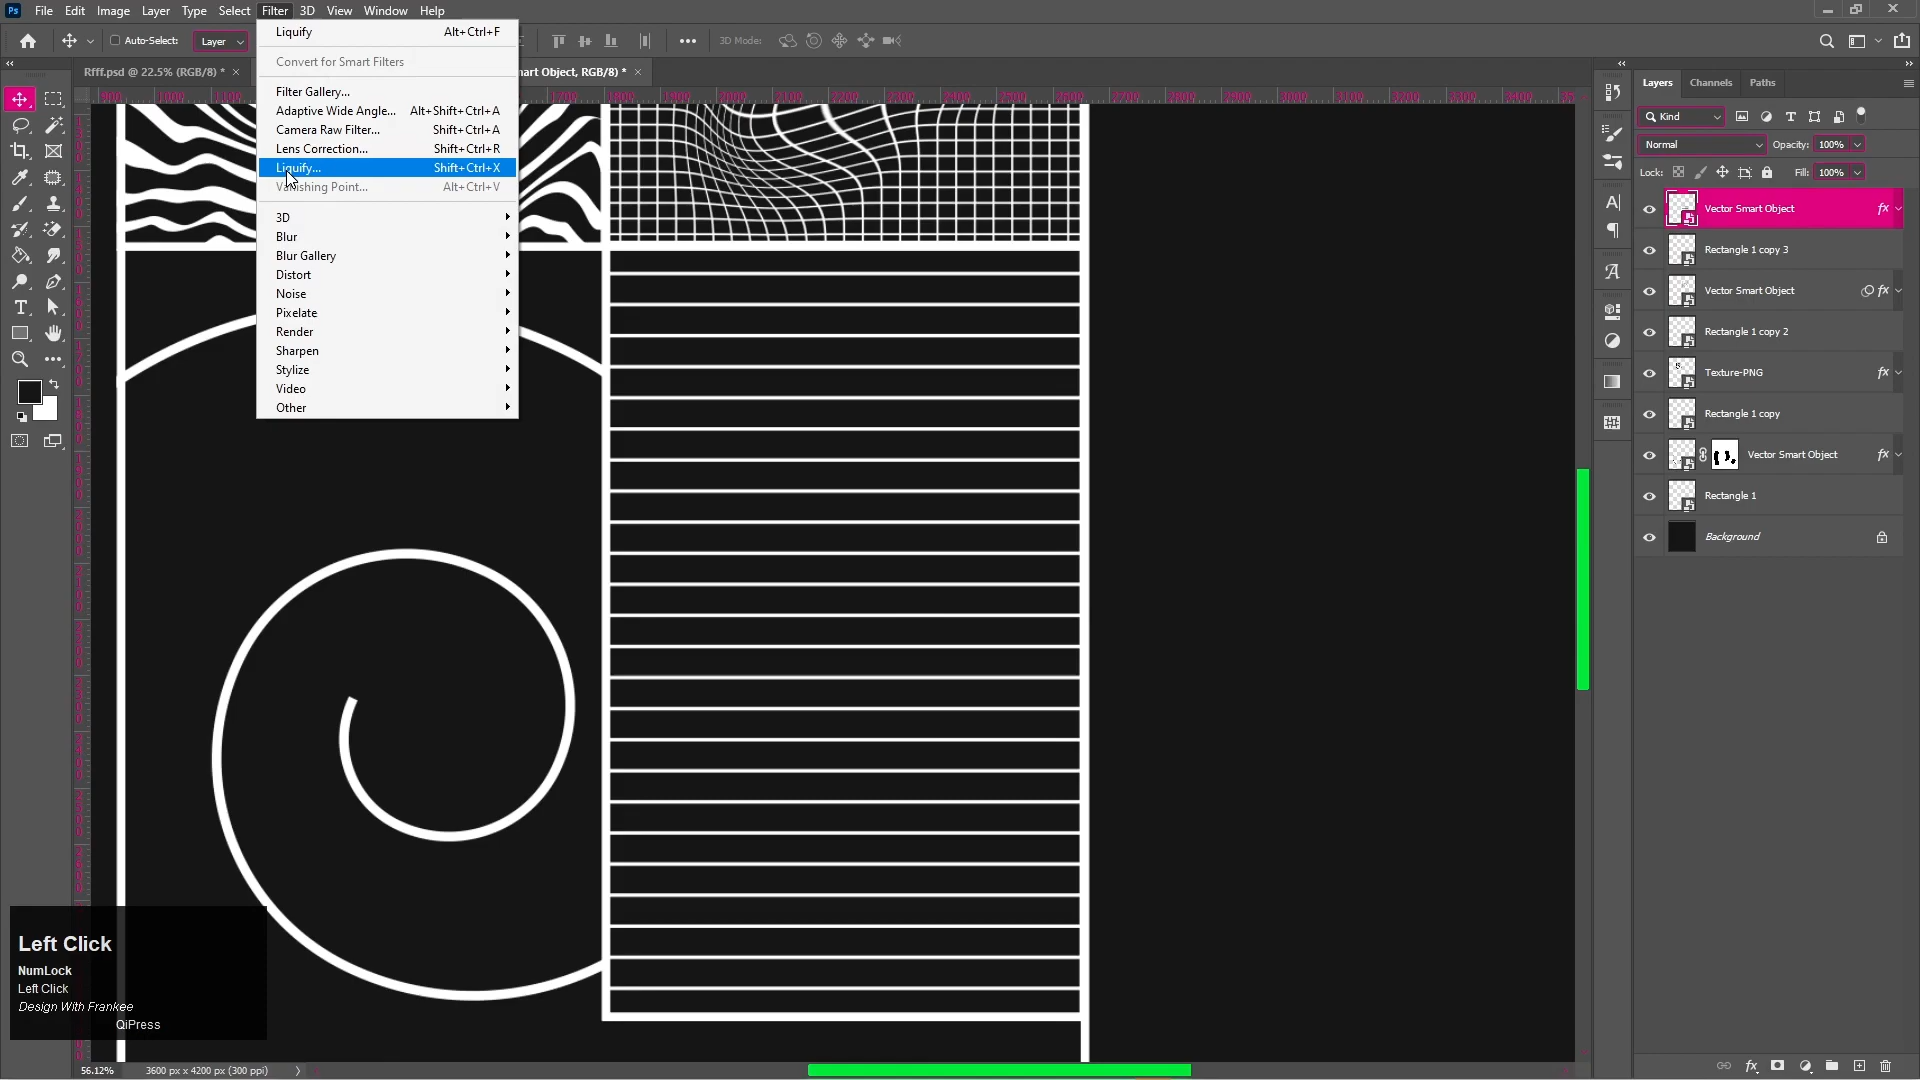 Ps File Edit Image Layer Type Select Filter 3D View Window Help
Auto-Select: Layer 3D Mode:
Rfff.psd @ 22.5% (RGB/8) * × mart Object, RGB/8) * ×
Liquify Alt+Ctrl+F
Convert for Smart Filters
Filter Gallery...
Adaptive Wide Angle... Alt+Shift+Ctrl+A
Camera Raw Filter... Shift+Ctrl+A
Lens Correction... Shift+Ctrl+R
Liquify... Shift+Ctrl+X
Vanishing Point... Alt+Ctrl+V
3D
Blur
Blur Gallery
Distort
Noise
Pixelate
Render
Sharpen
Stylize
Video
Other
Layers Channels Paths
Kind
Normal Opacity: 100%
Lock: Fill: 100%
Vector Smart Object fx
Rectangle 1 copy 3
Vector Smart Object fx
Rectangle 1 copy 2
Texture-PNG fx
Rectangle 1 copy
Vector Smart Object fx
Rectangle 1
Background
Left Click
NumLock
Left Click
Design With Frankee
QiPress
56.12% 3600 px x 4200 px (300 ppi)